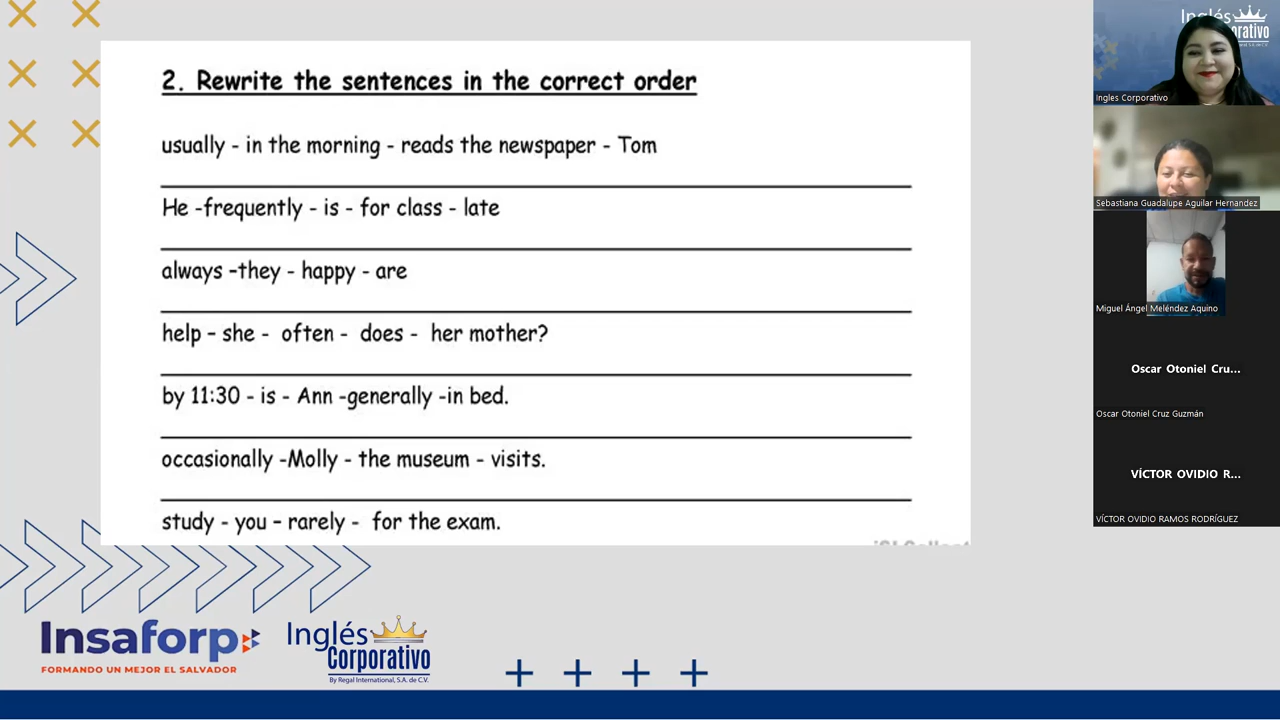 2. Rewrite the sentences in the correct order
usually - in the morning - reads the newspaper - Tom
He -frequently - is - for class - late
always -they - happy - are
help - she - often - does - her mother?
by 11:30 - is - Ann -generally -in bed.
occasionally -Molly - the museum - visits.
study - you - rarely - for the exam.
Insaforp
FORMANDO UN MEJOR EL SALVADOR
Inglés
Corporativo
By Regal International, S.A. de C.V.
Ingles Corporativo
Sebastiana Guadalupe Aguilar Hernandez
Miguel Ángel Meléndez Aquino
Oscar Otoniel Cru...
Oscar Otoniel Cruz Guzmán
VÍCTOR OVIDIO R...
VÍCTOR OVIDIO RAMOS RODRÍGUEZ